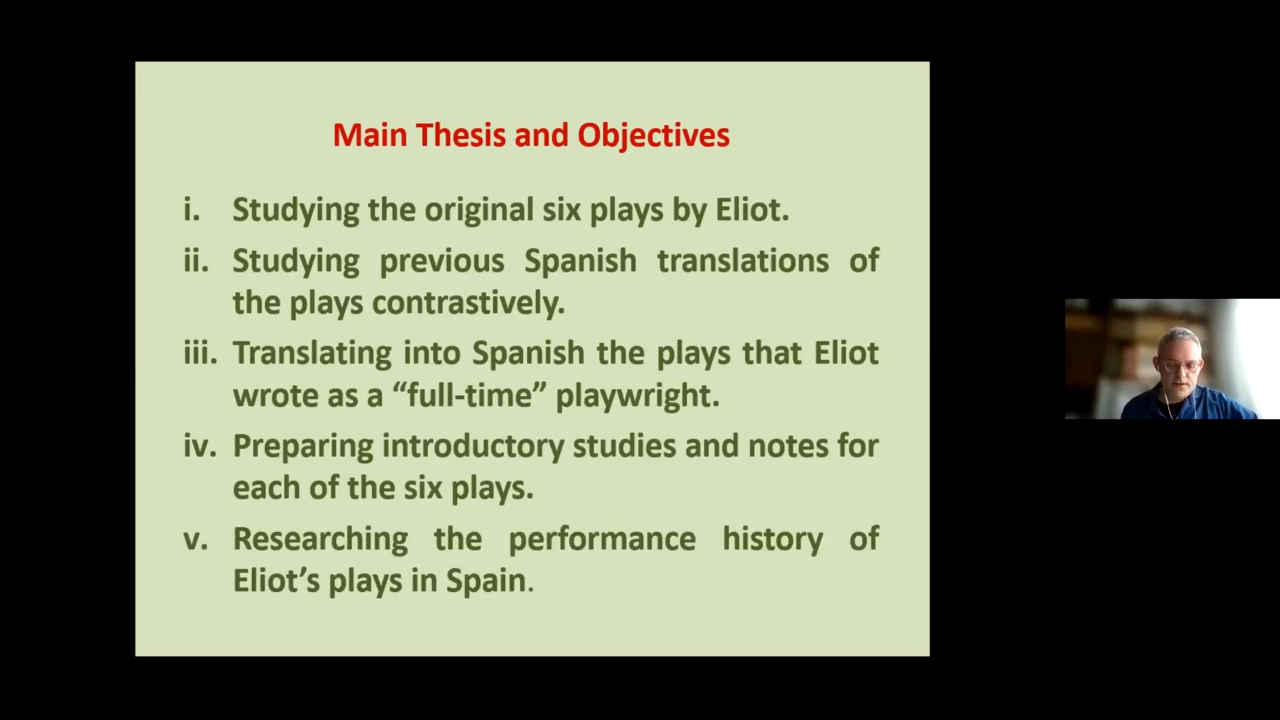 Main Thesis and Objectives
i. Studying the original six plays by Eliot.
ii. Studying previous Spanish translations of
the plays contrastively.
iii. Translating into Spanish the plays that Eliot
wrote as a “full-time” playwright.
iv. Preparing introductory studies and notes for
each of the six plays.
v. Researching the performance history of
Eliot’s plays in Spain.